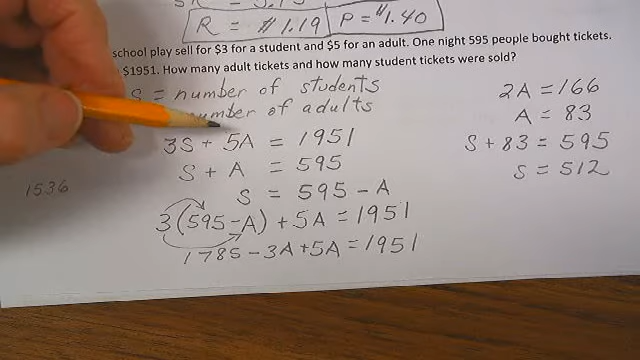 R = $1.19 P = $1.40
school play sell for $3 for a student and $5 for an adult. One night 595 people bought tickets.
$1951. How many adult tickets and how many student tickets were sold?
S = number of students
number of adults
3S + 5A = 1951
S + A = 595
S = 595 - A
3(595-A) + 5A = 1951
1785 - 3A + 5A = 1951
2A = 166
A = 83
S + 83 = 595
S = 512
1536